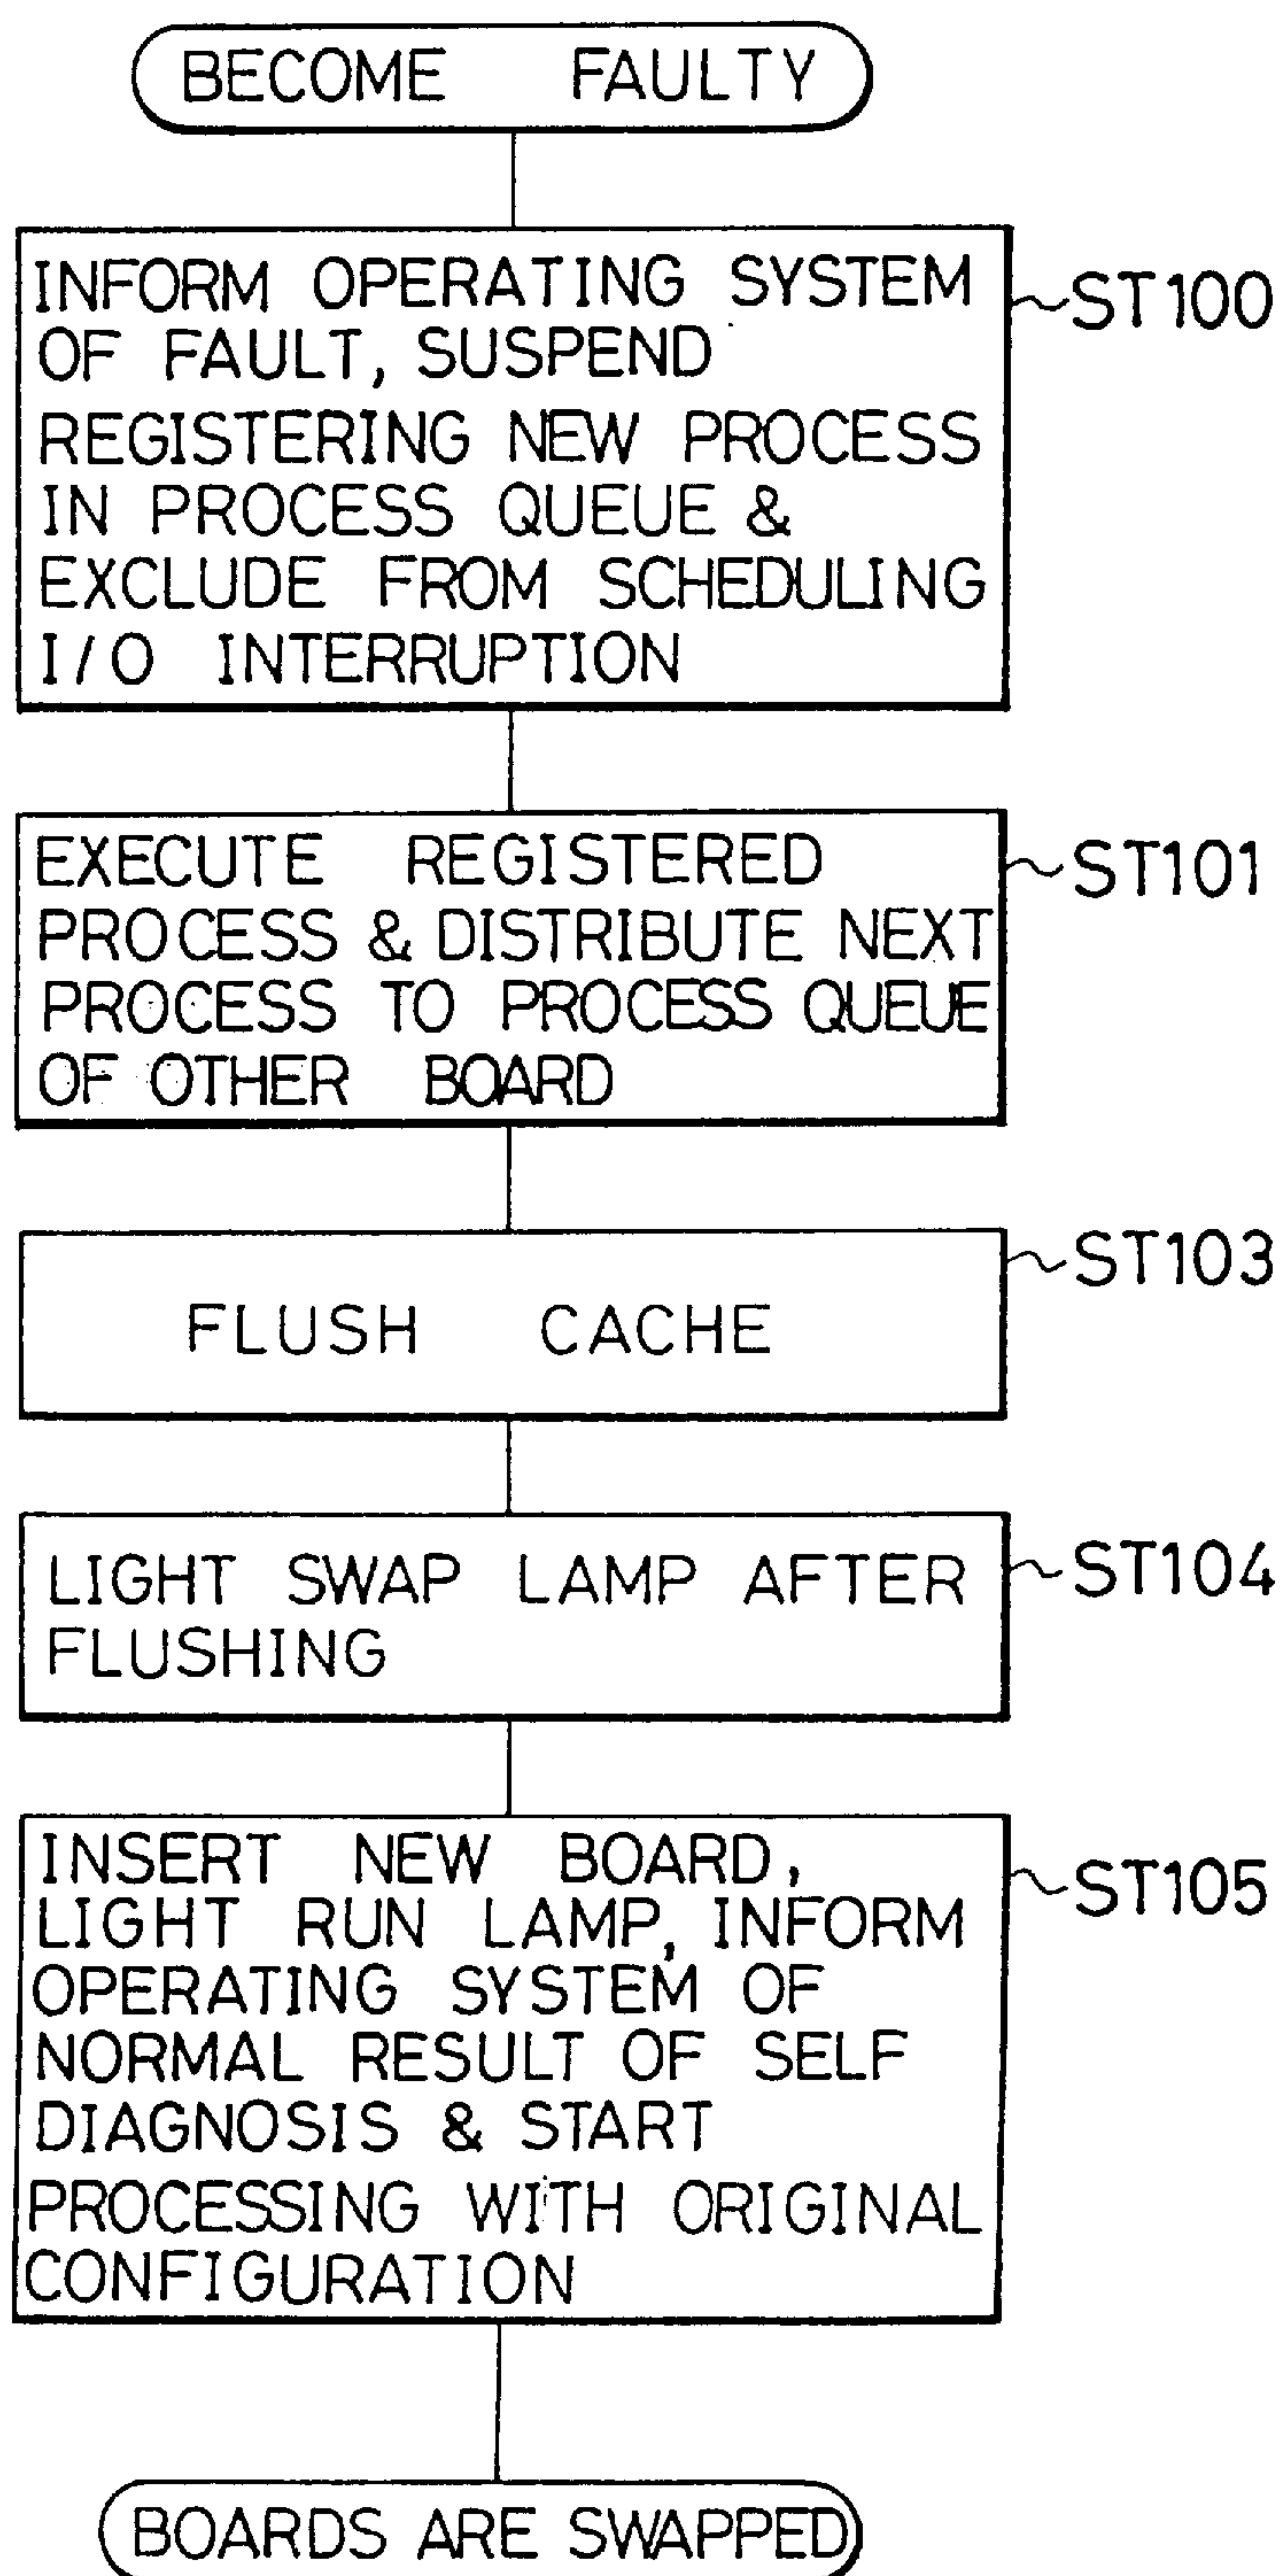 BECOME FAULTY
INFORM OPERATING SYSTEM
OF FAULT, SUSPEND
REGISTERING NEW PROCESS
IN PROCESS QUEUE &
EXCLUDE FROM SCHEDULING
I/O INTERRUPTION
ST100
EXECUTE REGISTERED
PROCESS & DISTRIBUTE NEXT
PROCESS TO PROCESS QUEUE
OF OTHER BOARD
ST101
FLUSH CACHE
ST103
LIGHT SWAP LAMP AFTER
FLUSHING
ST104
INSERT NEW BOARD,
LIGHT RUN LAMP, INFORM
OPERATING SYSTEM OF
NORMAL RESULT OF SELF
DIAGNOSIS & START
PROCESSING WITH ORIGINAL
CONFIGURATION
ST105
BOARDS ARE SWAPPED